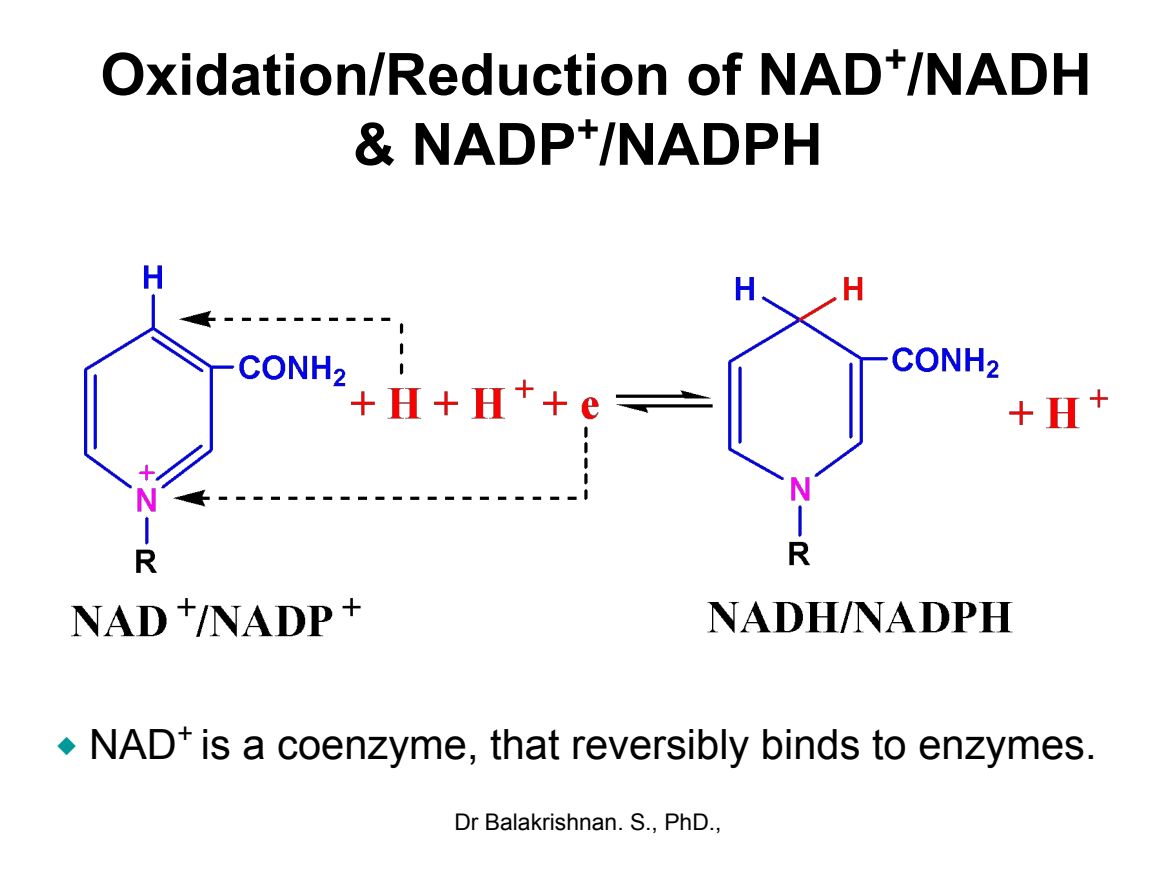 Oxidation/Reduction of NAD⁺/NADH
& NADP⁺/NADPH
H
CONH₂
+ H + H ⁺ + e
+
N
R
H H
CONH₂
+ H ⁺
N
R
NAD ⁺/NADP ⁺
NADH/NADPH
NAD⁺ is a coenzyme, that reversibly binds to enzymes.
Dr Balakrishnan. S., PhD.,